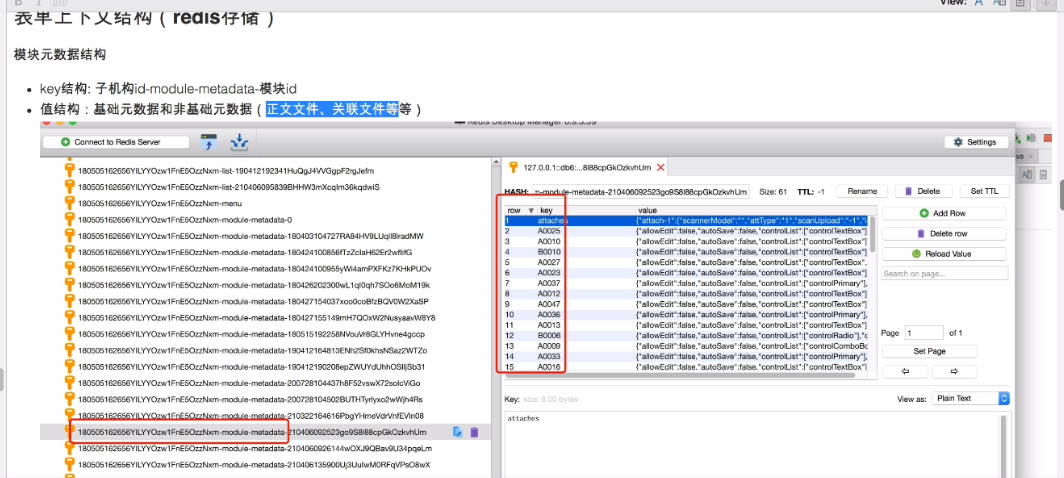 View:
表单上下文结构（redis存储）
模块元数据结构
key结构: 子机构id-module-metadata-模块id
值结构：基础元数据和非基础元数据（正文文件、关联文件等等）
Redis Desktop Manager 0.9.3.59
Connect to Redis Server
Settings
180505162656YILYYOzw1FnE5OzzNxm-list-190412192341HuQgJ4VVGgpF2rgJefm
180505162656YILYYOzw1FnE5OzzNxm-list-210406095839BHHW3mXcqIm36kqdwiS
180505162656YILYYOzw1FnE5OzzNxm-menu
180505162656YILYYOzw1FnE5OzzNxm-module-metadata-0
180505162656YILYYOzw1FnE5OzzNxm-module-metadata-180403104727RA84HV9LUqI8IradMW
180505162656YILYYOzw1FnE5OzzNxm-module-metadata-180424100856fTzZcIaH62Er2wfIifG
180505162656YILYYOzw1FnE5OzzNxm-module-metadata-180424100955yWi4amPXFKz7KHkPUOv
180505162656YILYYOzw1FnE5OzzNxm-module-metadata-180426202300wL1qI0qh7SOo6MoM19k
180505162656YILYYOzw1FnE5OzzNxm-module-metadata-180427154037xoo0coBfzBQV0W2XaSP
180505162656YILYYOzw1FnE5OzzNxm-module-metadata-180427155149mH7QOxW2NusyaavW8Y8
180505162656YILYYOzw1FnE5OzzNxm-module-metadata-180515192258NVouVr8GLYHvne4gccp
180505162656YILYYOzw1FnE5OzzNxm-module-metadata-190412164813ENh2Sf0khsNSaz2WTZo
180505162656YILYYOzw1FnE5OzzNxm-module-metadata-190412190208epZWUYdUhhOSIljSb31
180505162656YILYYOzw1FnE5OzzNxm-module-metadata-200728104437h8F52vswX72solcViGo
180505162656YILYYOzw1FnE5OzzNxm-module-metadata-200728104502BUTHTyrlyxo2wWjh4Rs
180505162656YILYYOzw1FnE5OzzNxm-module-metadata-210322164616PbgYHmeVdrVnfEVln08
180505162656YILYYOzw1FnE5OzzNxm-module-metadata-210406092523go9S8I88cpGkOzkvhUm
180505162656YILYYOzw1FnE5OzzNxm-module-metadata-210406092614​4wOXJ9QBav9U34pqeLm
180505162656YILYYOzw1FnE5OzzNxm-module-metadata-210406135900Uj3UuIwM0RFqVPsO8wX
127.0.0.1::db6:...8I88cpGkOzkvhUm
HASH: n-module-metadata-210406092523go9S8I88cpGkOzkvhUm Size: 61 TTL: -1 Rename Delete Set TTL
row key value
1 attaches {"attach-1":{"scannerModel":"","attType":"1","scanUpload":"-1","i
2 A0025 {"allowEdit":false,"autoSave":false,"controlList":["controlTextBox"]
3 A0010 {"allowEdit":false,"autoSave":false,"controlList":["controlTextBox"]
4 B0010 {"allowEdit":false,"autoSave":false,"controlList":["controlTextBox"]
5 A0027 {"allowEdit":false,"autoSave":false,"controlList":["controlTextBox",
6 A0023 {"allowEdit":false,"autoSave":false,"controlList":["controlTextBox"]
7 A0037 {"allowEdit":false,"autoSave":false,"controlList":["controlPrimary"],
8 A0012 {"allowEdit":false,"autoSave":false,"controlList":["controlTextBox"]
9 A0047 {"allowEdit":false,"autoSave":false,"controlList":["controlTextBox"]
10 A0036 {"allowEdit":false,"autoSave":false,"controlList":["controlPrimary"],
11 A0013 {"allowEdit":false,"autoSave":false,"controlList":["controlTextBox"]
12 B0006 {"allowEdit":false,"autoSave":false,"controlList":["controlRadio"],"c
13 A0009 {"allowEdit":false,"autoSave":false,"controlList":["controlComboBo
14 A0033 {"allowEdit":false,"autoSave":false,"controlList":["controlPrimary"],
15 A0016 {"allowEdit":false,"autoSave":false,"controlList":["controlTextBox"]
Add Row
Delete row
Reload Value
Search on page...
Page 1 of 1
Set Page
Key: size: 8.00 bytes
View as: Plain Text
attaches